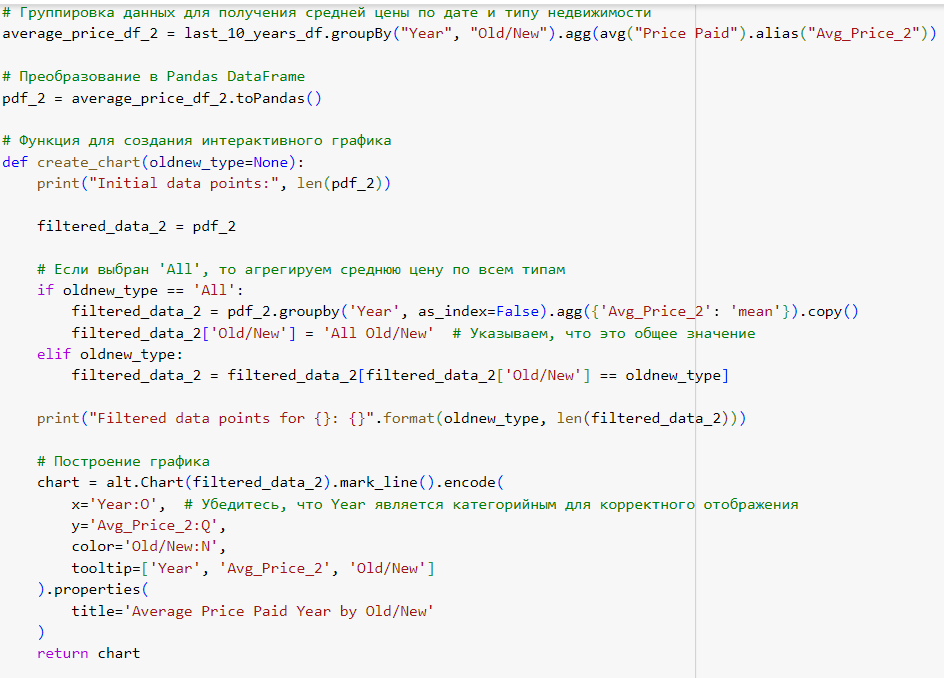 # Группировка данных для получения средней цены по дате и типу недвижимости
average_price_df_2 = last_10_years_df.groupBy("Year", "Old/New").agg(avg("Price Paid").alias("Avg_Price_2"))
# Преобразование в Pandas DataFrame
pdf_2 = average_price_df_2.toPandas()
# Функция для создания интерактивного графика
def create_chart(oldnew_type=None):
    print("Initial data points:", len(pdf_2))
    filtered_data_2 = pdf_2
    # Если выбран 'All', то агрегируем среднюю цену по всем типам
    if oldnew_type == 'All':
        filtered_data_2 = pdf_2.groupby('Year', as_index=False).agg({'Avg_Price_2': 'mean'}).copy()
        filtered_data_2['Old/New'] = 'All Old/New'  # Указываем, что это общее значение
    elif oldnew_type:
        filtered_data_2 = filtered_data_2[filtered_data_2['Old/New'] == oldnew_type]
    print("Filtered data points for {}: {}".format(oldnew_type, len(filtered_data_2)))
    # Построение графика
    chart = alt.Chart(filtered_data_2).mark_line().encode(
        x='Year:O',  # Убедитесь, что Year является категорийным для корректного отображения
        y='Avg_Price_2:Q',
        color='Old/New:N',
        tooltip=['Year', 'Avg_Price_2', 'Old/New']
    ).properties(
        title='Average Price Paid Year by Old/New'
    )
    return chart